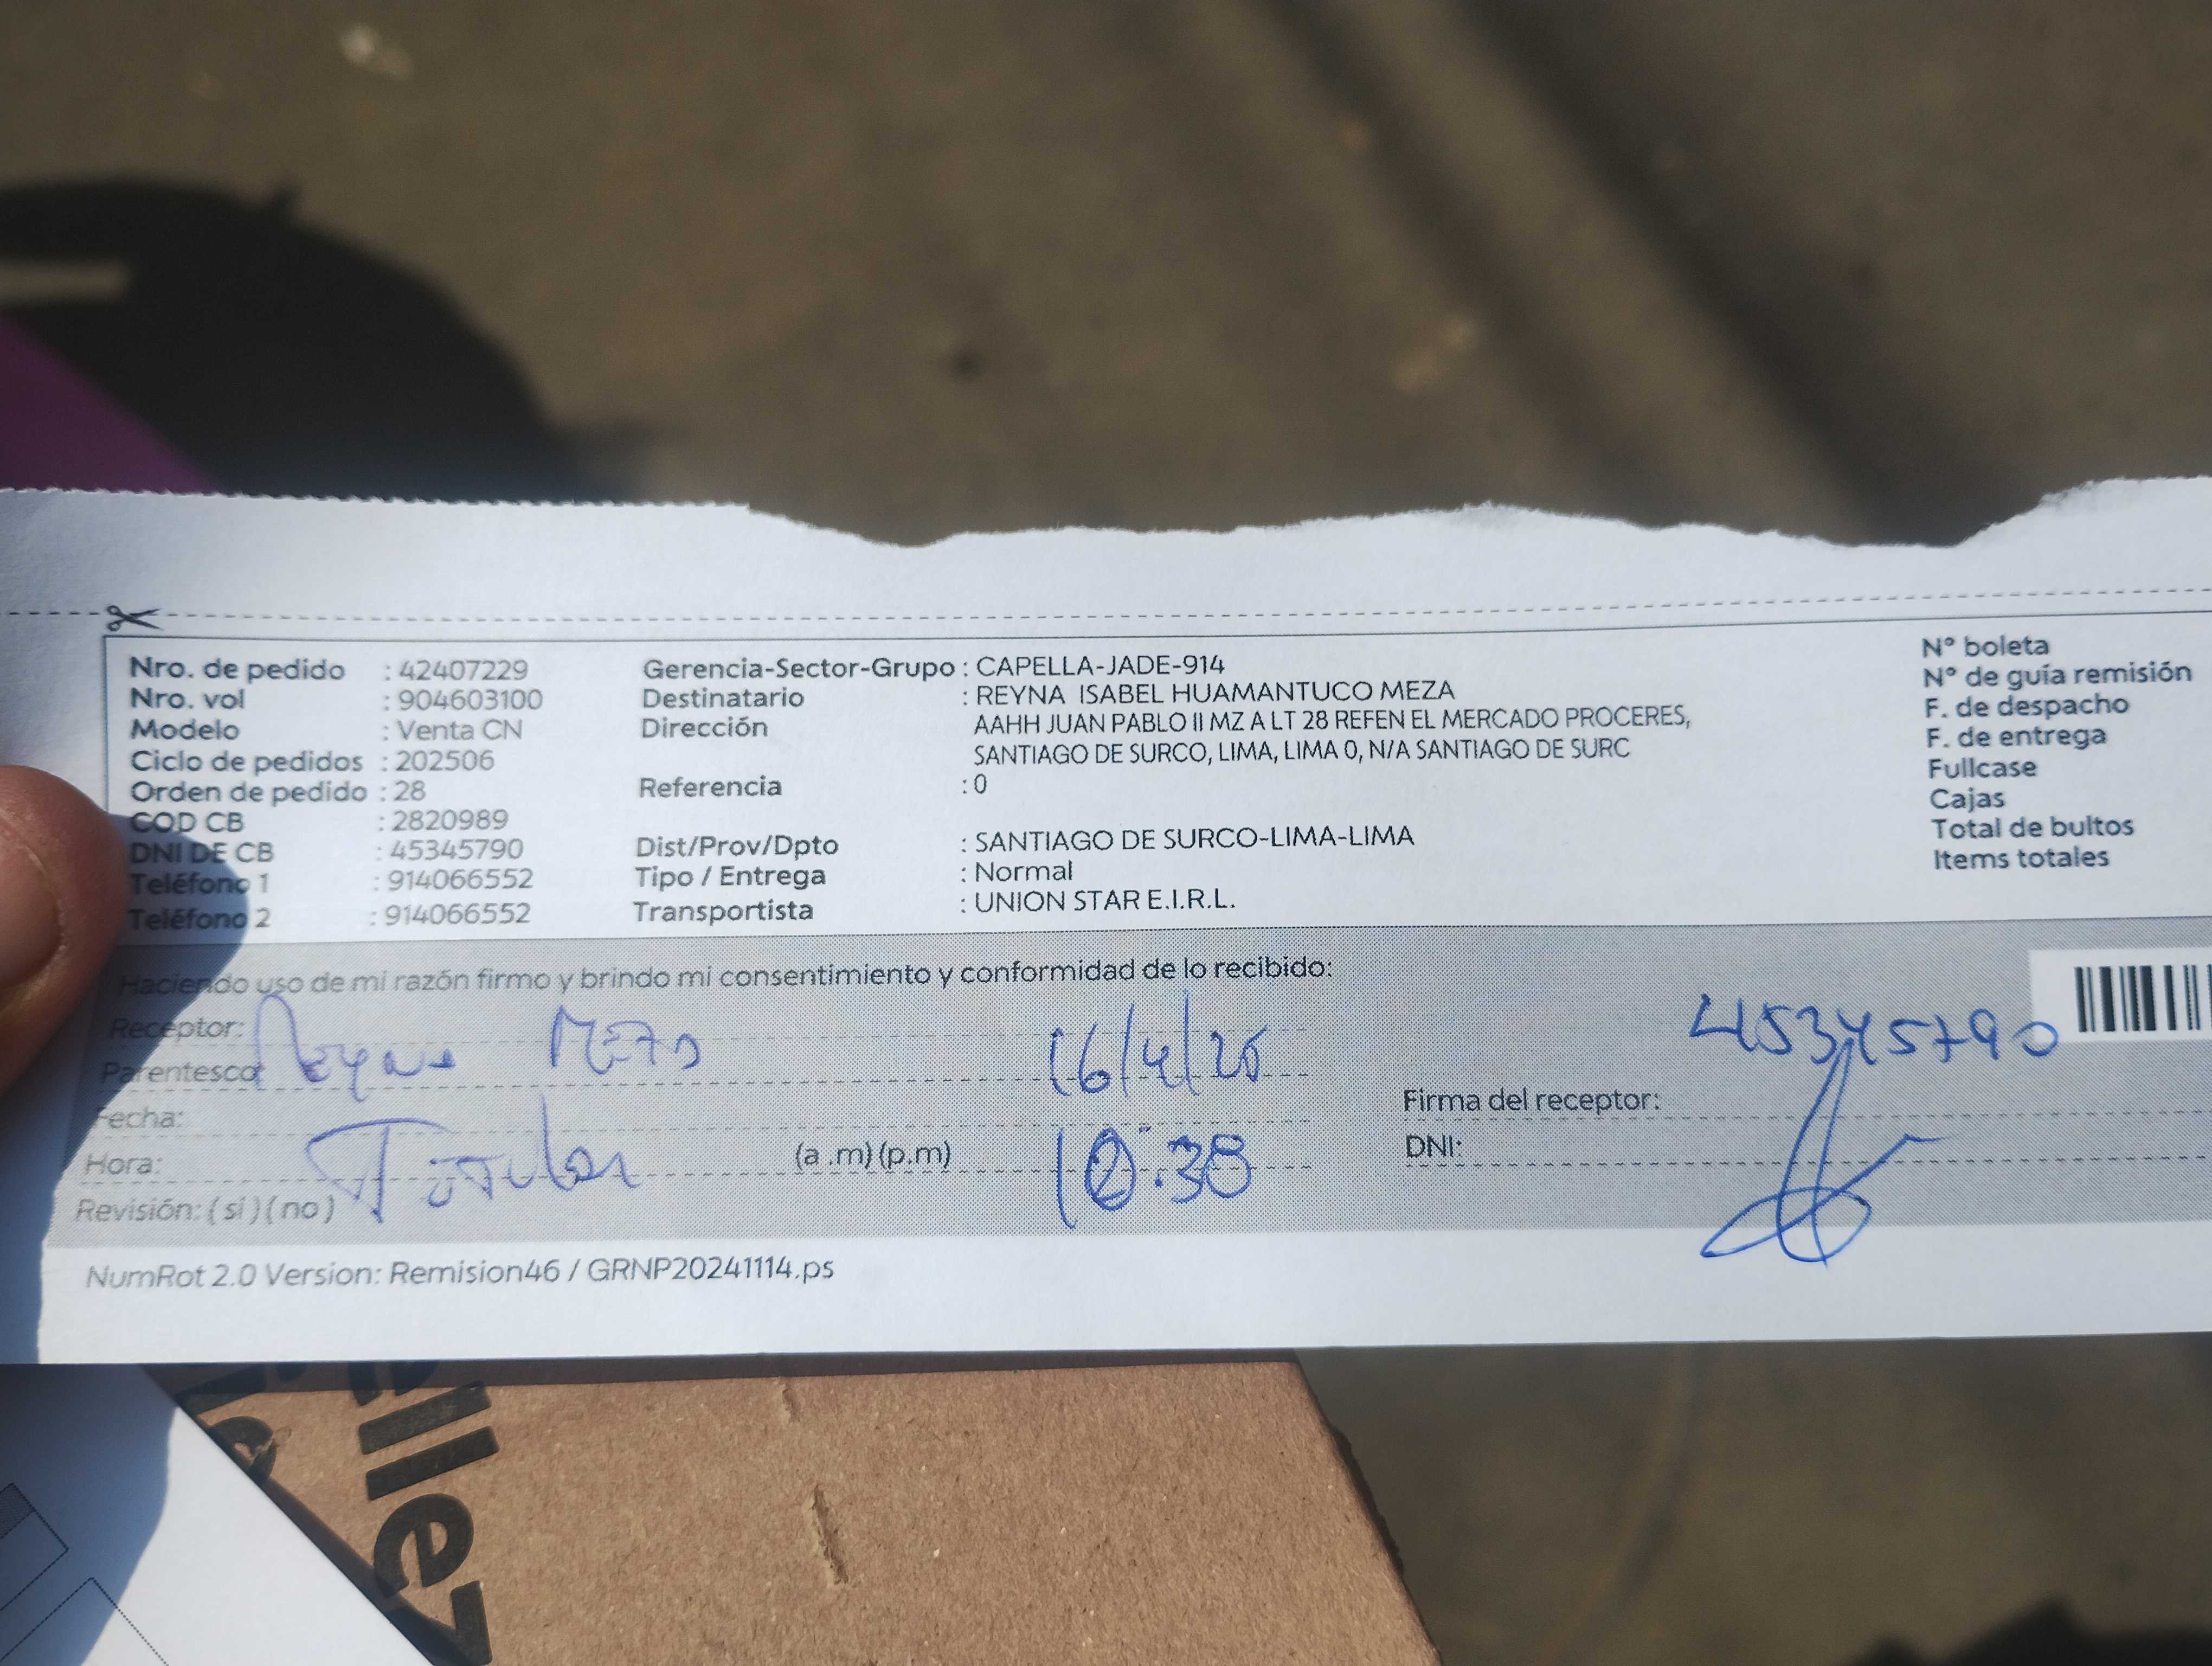 Nro. de pedido : 42407229 Gerencia-Sector-Grupo : CAPELLA-JADE-914 N° boleta
Nro. vol : 904603100 Destinatario : REYNA ISABEL HUAMANTUCO MEZA N° de guía remisión
Modelo : Venta CN Dirección AAHH JUAN PABLO II MZ A LT 28 REFEN EL MERCADO PROCERES, F. de despacho
Ciclo de pedidos : 202506 SANTIAGO DE SURCO, LIMA, LIMA 0, N/A SANTIAGO DE SURC F. de entrega
Orden de pedido : 28 Referencia : 0 Fullcase
COD CB : 2820989 Cajas
DNI DE CB : 45345790 Dist/Prov/Dpto : SANTIAGO DE SURCO-LIMA-LIMA Total de bultos
Teléfono 1 : 914066552 Tipo / Entrega : Normal Items totales
Teléfono 2 : 914066552 Transportista : UNION STAR E.I.R.L.
Haciendo uso de mi razón firmo y brindo mi consentimiento y conformidad de lo recibido:
Receptor: Reyna Meza 16/4/25 45345790
Parentesco:
Fecha: Firma del receptor:
Hora: Titular (a .m)(p.m) DNI:
Revisión: ( si )( no )
NumRot 2.0 Version: Remision46 / GRNP20241114.ps
ellez